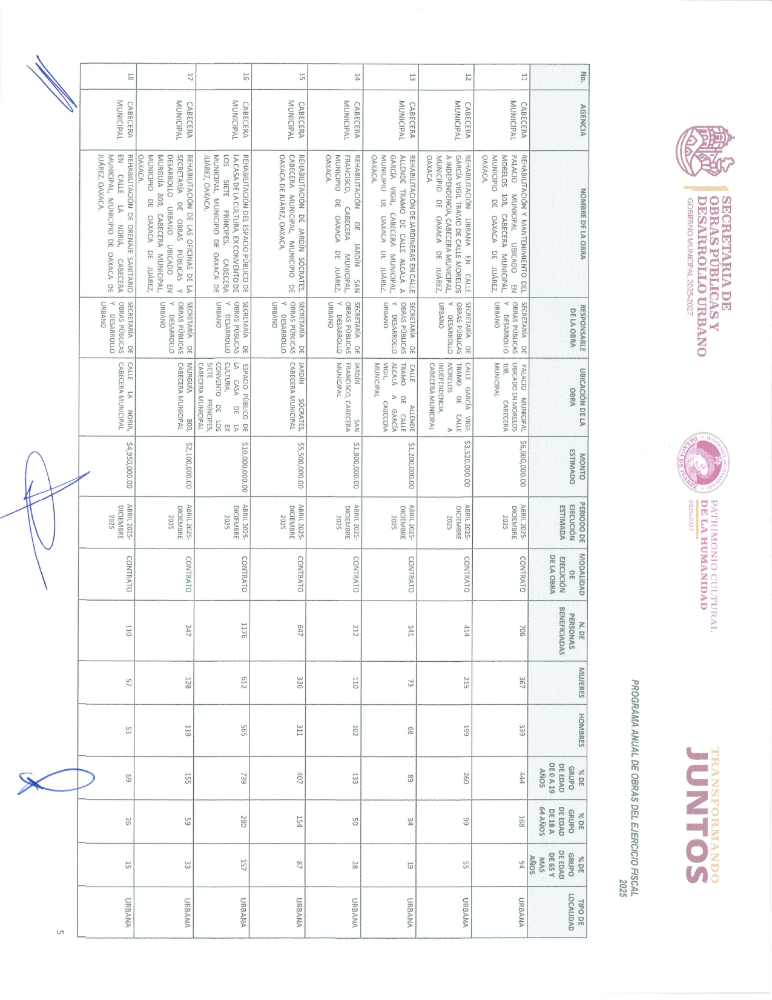 SECRETARÍA DE
OBRAS PÚBLICAS Y
DESARROLLO URBANO
GOBIERNO MUNICIPAL 2025-2027
HONORABLE AYUNTAMIENTO
OAXACA DE JUÁREZ
PATRIMONIO CULTURAL
DE LA HUMANIDAD
2025-2027
TRANSFORMANDO
JUNTOS
PROGRAMA ANUAL DE OBRAS DEL EJERCICIO FISCAL
2025
No.
AGENCIA
NOMBRE DE LA OBRA
RESPONSABLE
DE LA OBRA
UBICACIÓN DE LA
OBRA
MONTO
ESTIMADO
PERIODO DE
EJECUCIÓN
ESTIMADA
MODALIDAD
DE
EJECUCIÓN
DE LA OBRA
N. DE
PERSONAS
BENEFICIADAS
MUJERES
HOMBRES
% DE
GRUPO
DE EDAD
DE 0 A 19
AÑOS
% DE
GRUPO
DE EDAD
DE 18 A
64 AÑOS
% DE
GRUPO
DE EDAD
DE 65 Y
MAS
AÑOS
TIPO DE
LOCALIDAD
11
CABECERA
MUNICIPAL
REHABILITACIÓN Y MANTENIMIENTO DEL
PALACIO MUNICIPAL UBICADO EN
MORELOS 108, CABECERA MUNICIPAL,
MUNICIPIO DE OAXACA DE JUÁREZ,
OAXACA.
SECRETARÍA DE
OBRAS PÚBLICAS
Y DESARROLLO
URBANO
PALACIO MUNICIPAL
UBICADO EN MORELOS
108, CABECERA
MUNICIPAL
$6,000,000.00
ABRIL 2025-
DICIEMBRE
2025
CONTRATO
706
367
339
444
168
94
URBANA
12
CABECERA
MUNICIPAL
REHABILITACIÓN URBANA EN CALLE
GARCÍA VIGIL TRAMO DE CALLE MORELOS
A INDEPENDENCIA, CABECERA MUNICIPAL,
MUNICIPIO DE OAXACA DE JUÁREZ,
OAXACA.
SECRETARÍA DE
OBRAS PÚBLICAS
Y DESARROLLO
URBANO
CALLE GARCÍA VIGIL
TRAMO DE CALLE
MORELOS A
INDEPENDENCIA,
CABECERA MUNICIPAL
$3,520,000.00
ABRIL 2025-
DICIEMBRE
2025
CONTRATO
414
215
199
260
99
55
URBANA
13
CABECERA
MUNICIPAL
REHABILITACIÓN DE JARDINERAS EN CALLE
ALLENDE TRAMO DE CALLE ALCALÁ A
GARCÍA VIGIL, CABECERA MUNICIPAL,
MUNICIPIO DE OAXACA DE JUÁREZ,
OAXACA.
SECRETARÍA DE
OBRAS PÚBLICAS
Y DESARROLLO
URBANO
CALLE ALLENDE
TRAMO DE CALLE
ALCALÁ A GARCÍA
VIGIL, CABECERA
MUNICIPAL
$1,200,000.00
ABRIL 2025-
DICIEMBRE
2025
CONTRATO
141
73
68
89
34
19
URBANA
14
CABECERA
MUNICIPAL
REHABILITACIÓN DE JARDÍN SAN
FRANCISCO, CABECERA MUNICIPAL,
MUNICIPIO DE OAXACA DE JUÁREZ,
OAXACA.
SECRETARÍA DE
OBRAS PÚBLICAS
Y DESARROLLO
URBANO
JARDÍN SAN
FRANCISCO, CABECERA
MUNICIPAL
$1,800,000.00
ABRIL 2025-
DICIEMBRE
2025
CONTRATO
212
110
102
133
50
28
URBANA
15
CABECERA
MUNICIPAL
REHABILITACIÓN DE JARDÍN SÓCRATES,
CABECERA MUNICIPAL, MUNICIPIO DE
OAXACA DE JUÁREZ, OAXACA.
SECRETARÍA DE
OBRAS PÚBLICAS
Y DESARROLLO
URBANO
JARDÍN SÓCRATES,
CABECERA MUNICIPAL
$5,500,000.00
ABRIL 2025-
DICIEMBRE
2025
CONTRATO
647
336
311
407
154
87
URBANA
16
CABECERA
MUNICIPAL
REHABILITACIÓN DEL ESPACIO PÚBLICO DE
LA CASA DE LA CULTURA, EX CONVENTO DE
LOS SIETE PRÍNCIPES, CABECERA
MUNICIPAL, MUNICIPIO DE OAXACA DE
JUÁREZ, OAXACA.
SECRETARÍA DE
OBRAS PÚBLICAS
Y DESARROLLO
URBANO
ESPACIO PÚBLICO DE
LA CASA DE LA
CULTURA, EX
CONVENTO DE LOS
SIETE PRÍNCIPES,
CABECERA MUNICIPAL
$10,000,000.00
ABRIL 2025-
DICIEMBRE
2025
CONTRATO
1176
612
565
739
280
157
URBANA
17
CABECERA
MUNICIPAL
REHABILITACIÓN DE LAS OFICINAS DE LA
SECRETARÍA DE OBRAS PÚBLICAS Y
DESARROLLO URBANO UBICADO EN
MURGUÍA 800, CABECERA MUNICIPAL,
MUNICIPIO DE OAXACA DE JUÁREZ,
OAXACA.
SECRETARÍA DE
OBRAS PÚBLICAS
Y DESARROLLO
URBANO
MURGUÍA 800,
CABECERA MUNICIPAL
$2,100,000.00
ABRIL 2025-
DICIEMBRE
2025
CONTRATO
247
128
119
155
59
33
URBANA
18
CABECERA
MUNICIPAL
REHABILITACIÓN DE DRENAJE SANITARIO
EN CALLE LA NORIA, CABECERA
MUNICIPAL, MUNICIPIO DE OAXACA DE
JUÁREZ, OAXACA.
SECRETARÍA DE
OBRAS PÚBLICAS
Y DESARROLLO
URBANO
CALLE LA NORIA,
CABECERA MUNICIPAL
$4,950,000.00
ABRIL 2025-
DICIEMBRE
2025
CONTRATO
110
57
53
69
26
15
URBANA
5